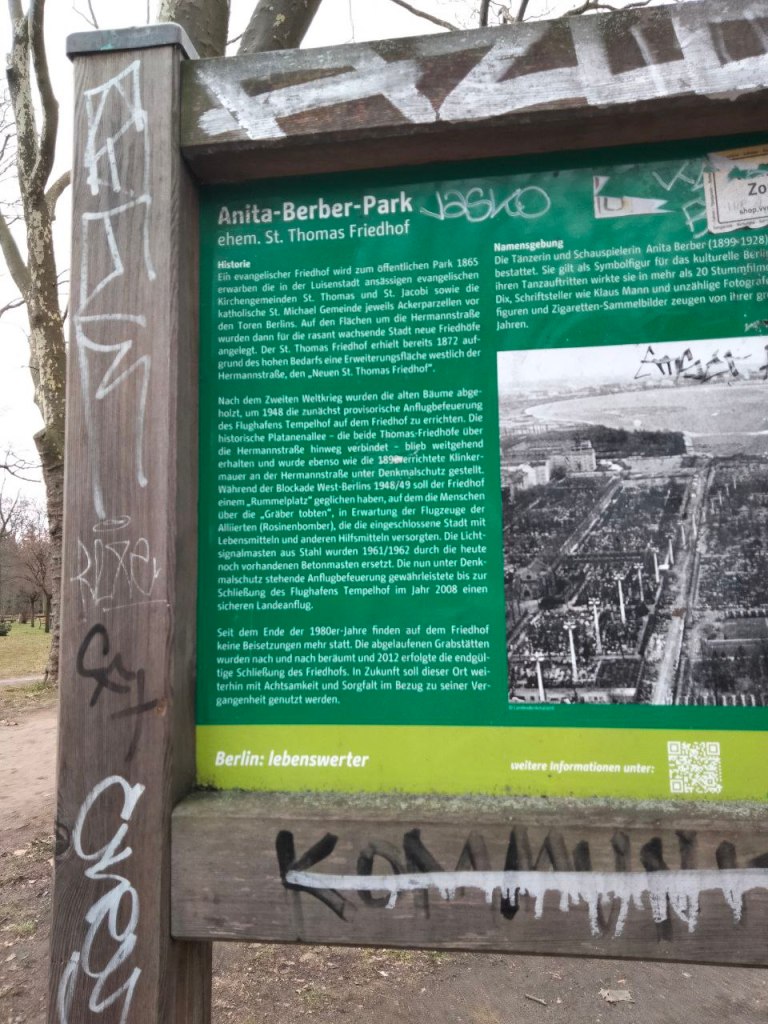 Anita-Berber-Park
ehem. St. Thomas Friedhof
JASKO
Zo
shop.
Historie
Ein evangelischer Friedhof wird zum öffentlichen Park 1865
erwarben die in der Luisenstadt ansässigen evangelischen
Kirchengemeinden St. Thomas und St. Jacobi sowie die
katholische St. Michael Gemeinde jeweils Ackerparzellen vor
den Toren Berlins. Auf den Flächen um die Hermannstraße
wurden dann für die rasant wachsende Stadt neue Friedhöfe
angelegt. Der St. Thomas Friedhof erhielt bereits 1872 auf-
grund des hohen Bedarfs eine Erweiterungsfläche westlich der
Hermannstraße, den „Neuen St. Thomas Friedhof“.
Nach dem Zweiten Weltkrieg wurden die alten Bäume abge-
holzt, um 1948 die zunächst provisorische Anflugbefeuerung
des Flughafens Tempelhof auf dem Friedhof zu errichten. Die
historische Platanenallee – die beide Thomas-Friedhöfe über
die Hermannstraße hinweg verbindet – blieb weitgehend
erhalten und wurde ebenso wie die errichtete Klinker-
mauer an der Hermannstraße unter Denkmalschutz gestellt.
Während der Blockade West-Berlins 1948/49 soll der Friedhof
einem „Rummelplatz“ geglichen haben, auf dem die Menschen
über die „Gräber tobten“, in Erwartung der Flugzeuge der
Alliierten (Rosinenbomber), die die eingeschlossene Stadt mit
Lebensmitteln und anderen Hilfsmitteln versorgten. Die Licht-
signalmasten aus Stahl wurden 1961/1962 durch die heute
noch vorhandenen Betonmasten ersetzt. Die nun unter Denk-
malschutz stehende Anflugbefeuerung gewährleistete bis zur
Schließung des Flughafens Tempelhof im Jahr 2008 einen
sicheren Landeanflug.
Seit dem Ende der 1980er-Jahre finden auf dem Friedhof
keine Beisetzungen mehr statt. Die abgelaufenen Grabstätten
wurden nach und nach beräumt und 2012 erfolgte die endgül-
tige Schließung des Friedhofs. In Zukunft soll dieser Ort wei-
terhin mit Achtsamkeit und Sorgfalt im Bezug zu seiner Ver-
gangenheit genutzt werden.
Namensgebung
Die Tänzerin und Schauspielerin Anita Berber (1899-1928)
bestattet. Sie gilt als Symbolfigur für das kulturelle Berlin
ihren Tanzauftritten wirkte sie in mehr als 20 Stummfilme
Dix, Schriftsteller wie Klaus Mann und unzählige Fotografe
figuren und Zigaretten-Sammelbilder zeugen von ihrer gr
Jahren.
Berlin: lebenswerter
weitere Informationen unter:
KOMMUNI